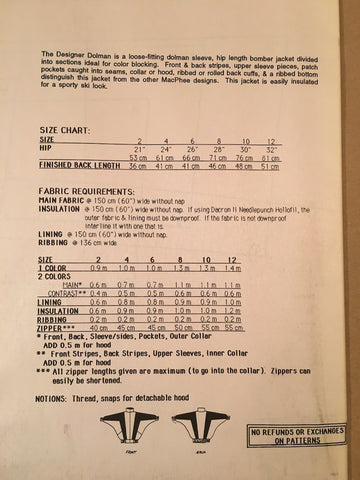 The Designer Dolman is a loose-fitting dolman sleeve, hip length bomber jacket divided
into sections ideal for color blocking. Front & back stripes, upper sleeve pieces, patch
pockets caught into seams, collar or hood, ribbed or rolled back cuffs, & a ribbed bottom
distinguish this jacket from the other MacPhee designs. This jacket is easily insulated
for a sporty ski look.
SIZE CHART:
SIZE 2 4 6 8 10 12
HIP 21" 24" 26" 28" 30" 32"
53 cm 61 cm 66 cm 71 cm 76 cm 81 cm
FINISHED BACK LENGTH 36 cm 41 cm 41 cm 46 cm 48 cm 51 cm
FABRIC REQUIREMENTS:
MAIN FABRIC @ 150 cm (60") wide without nap
INSULATION @ 150 cm (60") wide without nap. If using Dacron II Needlepunch Hollofil, the
outer fabric & lining must be downproof. If the fabric is not downproof
interline it with one that is.
LINING @ 150 cm (60") wide without nap.
RIBBING @ 136 cm wide
SIZE 2 4 6 8 10 12
1 COLOR 0.9 m 1.0 m 1.0 m 1.3 m 1.3 m 1.4 m
2 COLORS
MAIN* 0.6 m 0.7 m 0.7m 1.1 m 1.1 m 1.1 m
CONTRAST** 0.4 m 0.5 m 0.5 m 0.6 m 0.6 m 0.6 m
LINING 0.6 m 0.8 m 0.8 m 0.9 m 0.9 m 1.0 m
INSULATION 0.6 m 0.8 m 0.8 m 0.9 m 0.9 m 1.0 m
RIBBING 0.2 m 0.2 m 0.2 m 0.2 m 0.2 m 0.2 m
ZIPPER*** 40 cm 45 cm 45 cm 50 cm 55 cm 55 cm
* Front, Back, Sleeve/sides, Pockets, Outer Collar
ADD 0.5 m for hood
** Front Stripes, Back Stripes, Upper Sleeves, Inner Collar
ADD 0.5 m for hood
*** All zipper lengths given are maximum (to go into the collar). Zippers can
easily be shortened.
NOTIONS: Thread, snaps for detachable hood
FRONT BACK
NO REFUNDS or EXCHANGES
ON PATTERNS